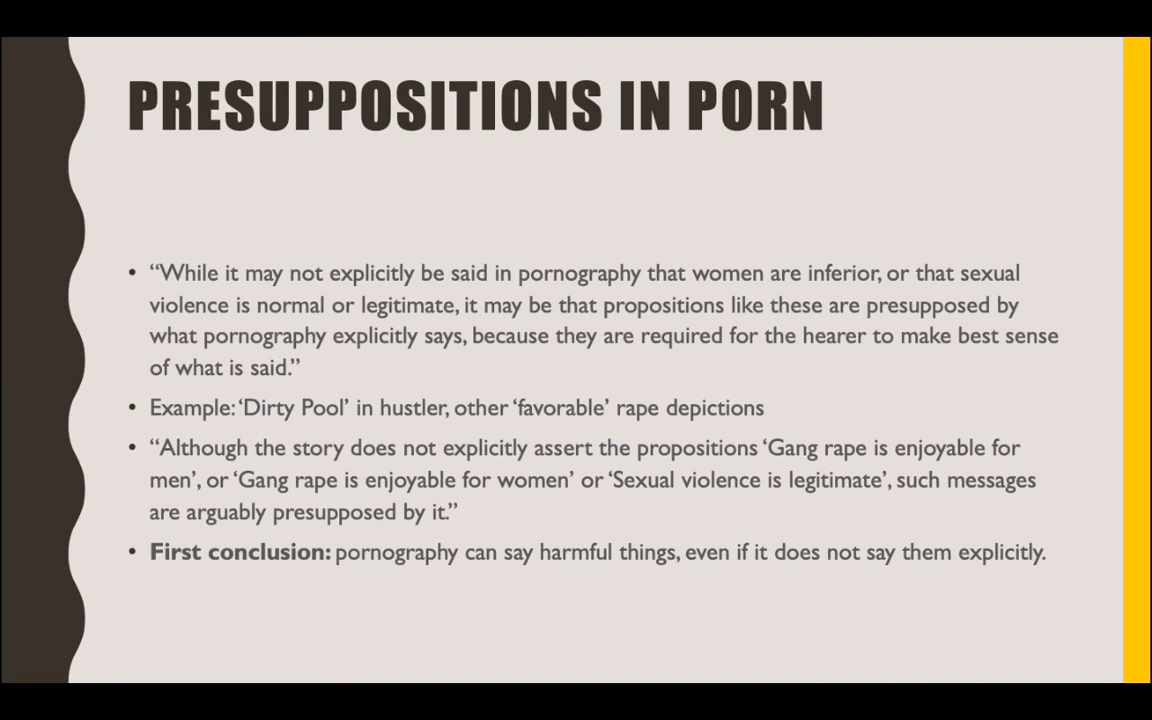 PRESUPPOSITIONS IN PORN
• “While it may not explicitly be said in pornography that women are inferior, or that sexual
violence is normal or legitimate, it may be that propositions like these are presupposed by
what pornography explicitly says, because they are required for the hearer to make best sense
of what is said.”
• Example: ‘Dirty Pool’ in hustler, other ‘favorable’ rape depictions
• “Although the story does not explicitly assert the propositions ‘Gang rape is enjoyable for
men’, or ‘Gang rape is enjoyable for women’ or ‘Sexual violence is legitimate’, such messages
are arguably presupposed by it.”
• First conclusion: pornography can say harmful things, even if it does not say them explicitly.